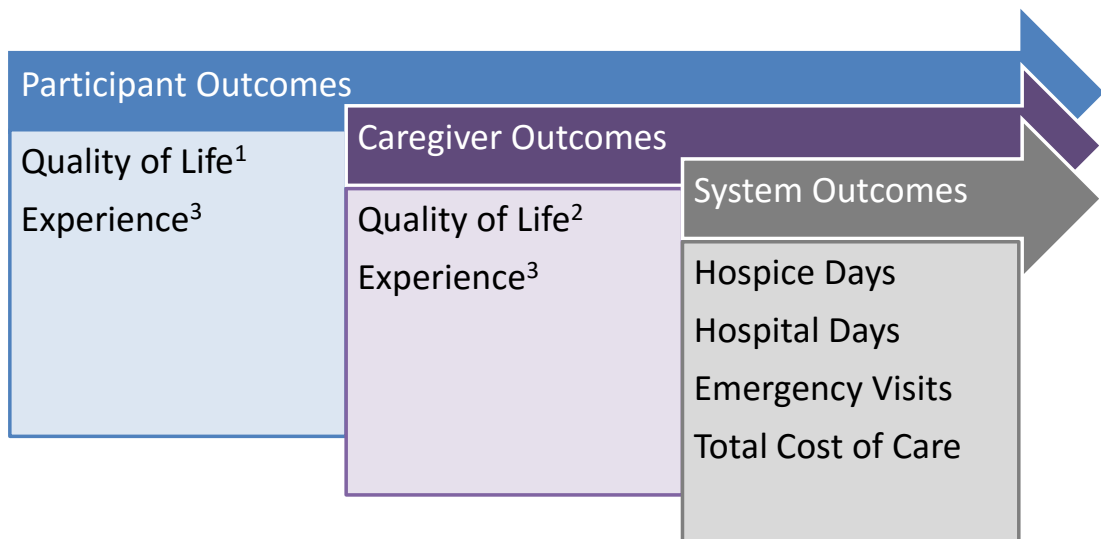 Participant Outcomes
Quality of Life¹
Experience³
Caregiver Outcomes
Quality of Life²
Experience³
System Outcomes
Hospice Days
Hospital Days
Emergency Visits
Total Cost of Care